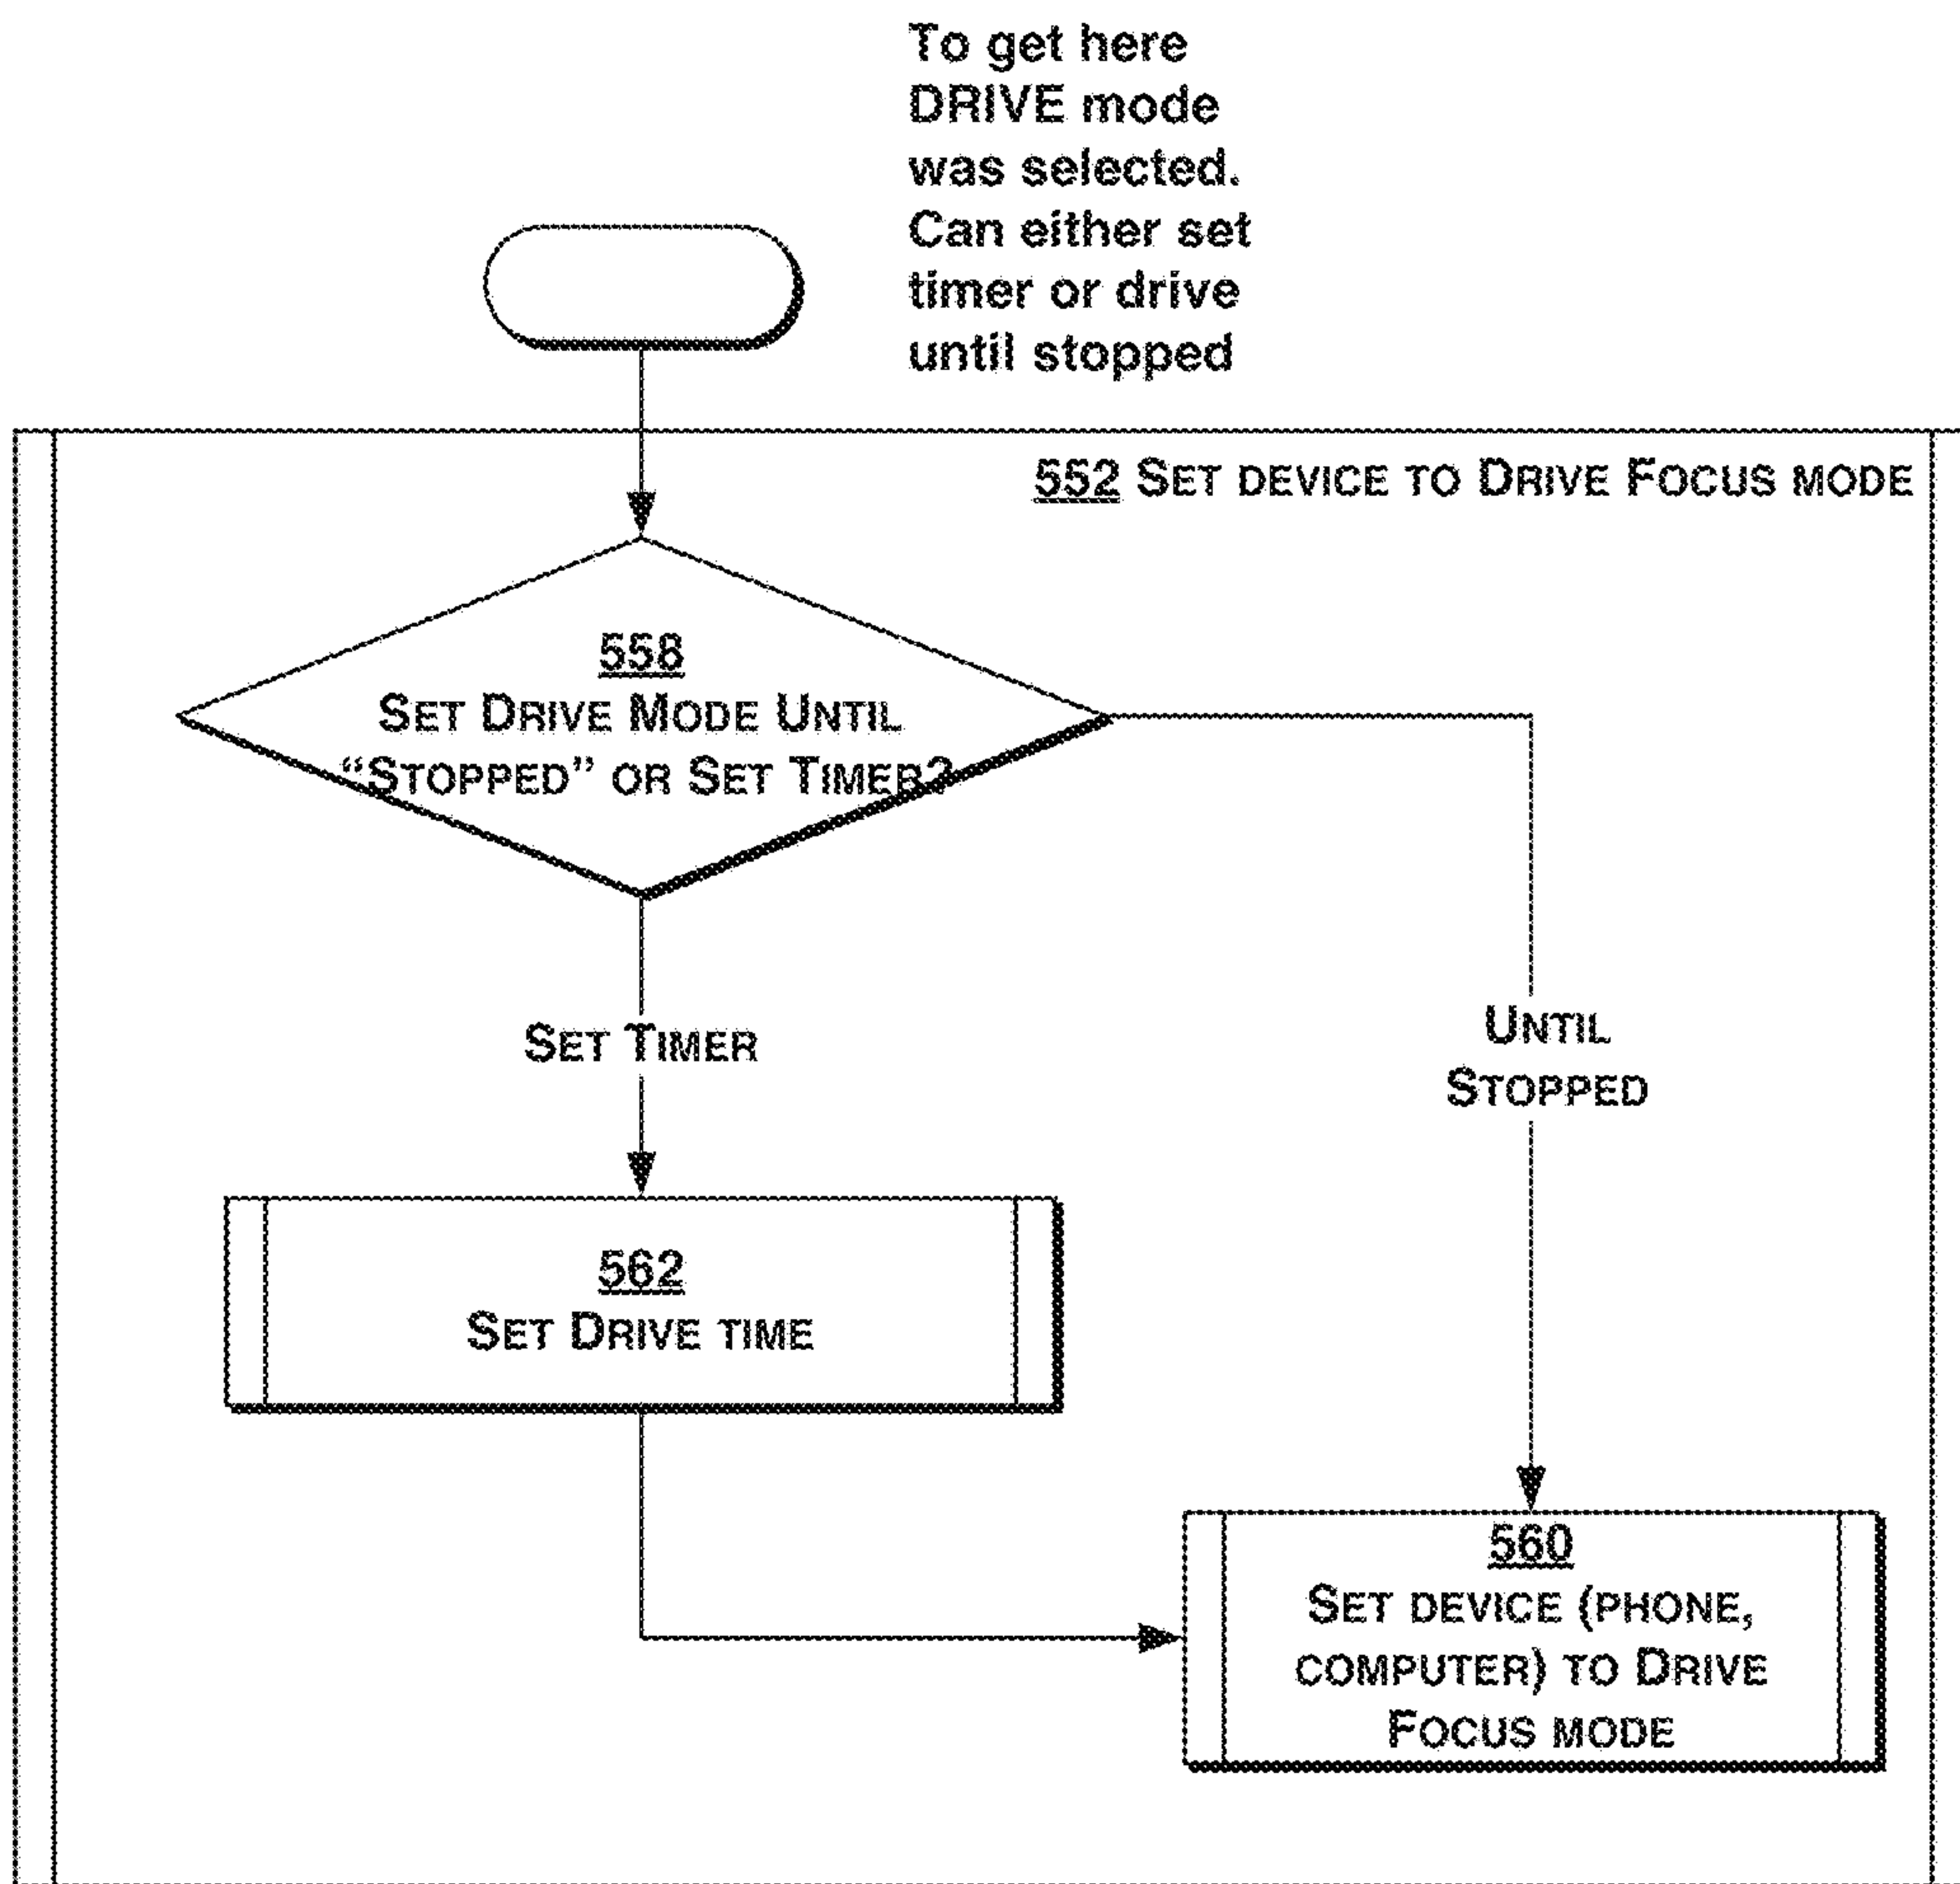 To get here
DRIVE mode
was selected.
Can either set
timer or drive
until stopped
552 SET DEVICE TO DRIVE FOCUS MODE
558
SET DRIVE MODE UNTIL
“STOPPED” OR SET TIMER?
SET TIMER
UNTIL
STOPPED
562
SET DRIVE TIME
560
SET DEVICE (PHONE,
COMPUTER) TO DRIVE
FOCUS MODE